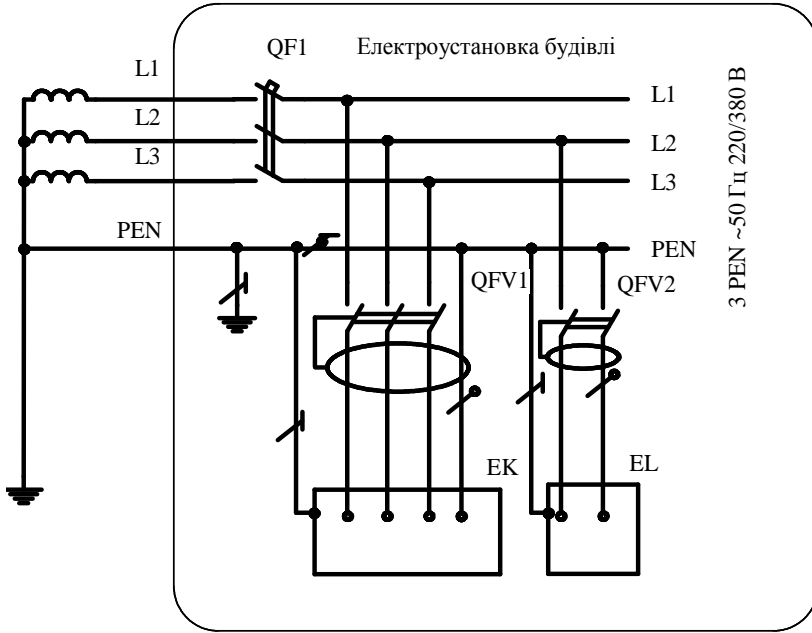 QF1
Електроустановка будівлі
L1
L2
L3
PEN
L1
L2
L3
PEN
3 PEN ~50 Гц 220/380 В
QFV1
QFV2
EK
EL